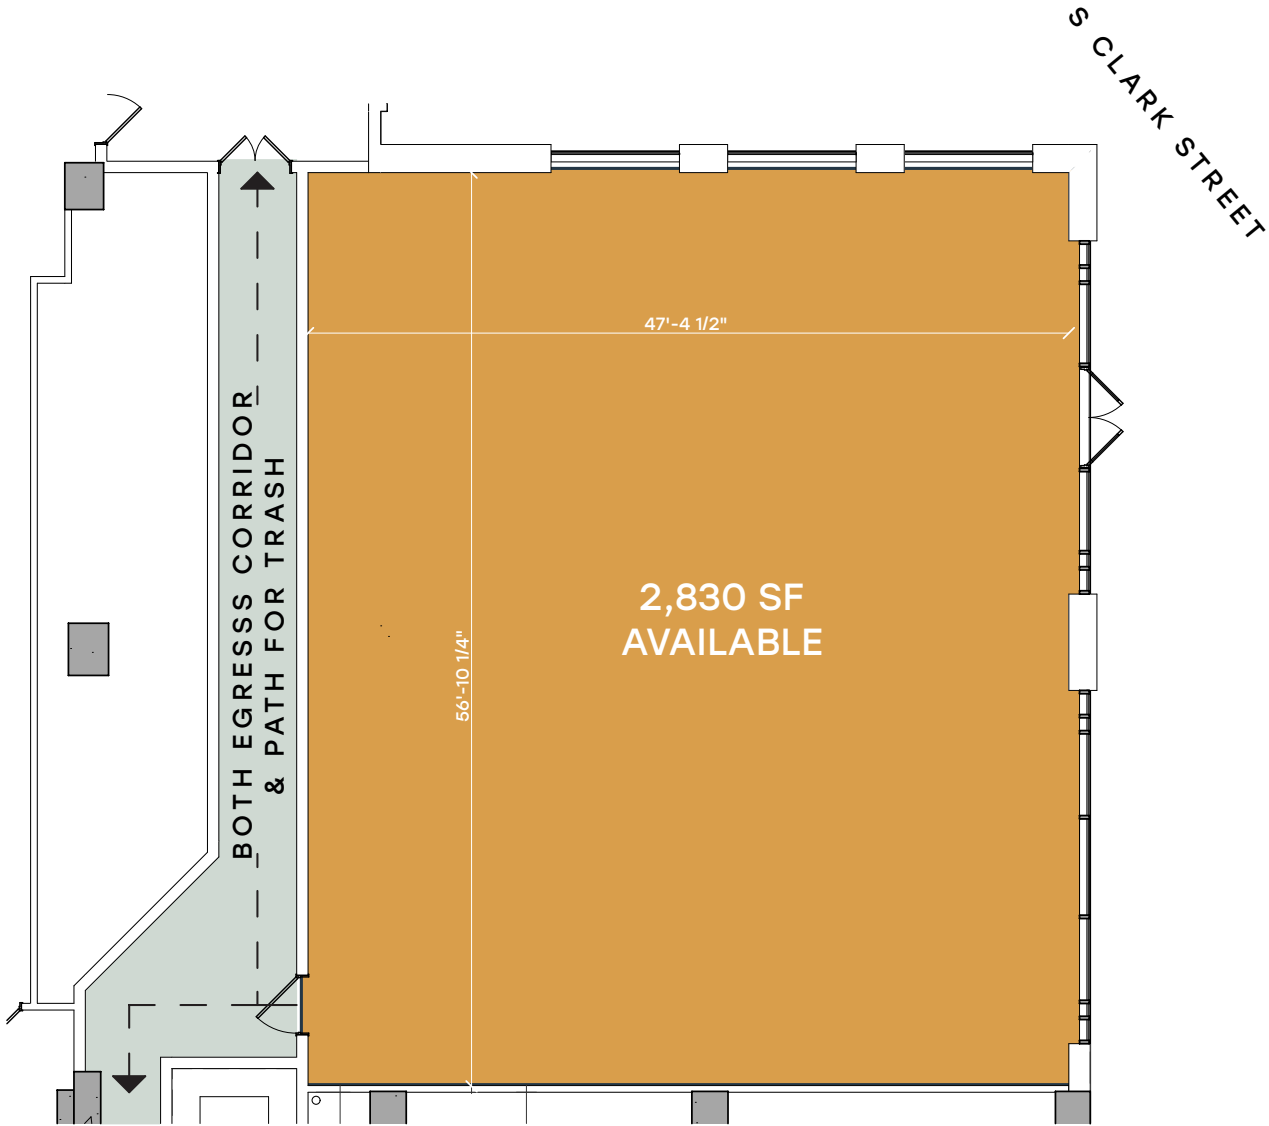 S CLARK STREET
47'-4 1/2"
BOTH EGRESSS CORRIDOR
& PATH FOR TRASH
2,830 SF
AVAILABLE
56'-10 1/4"